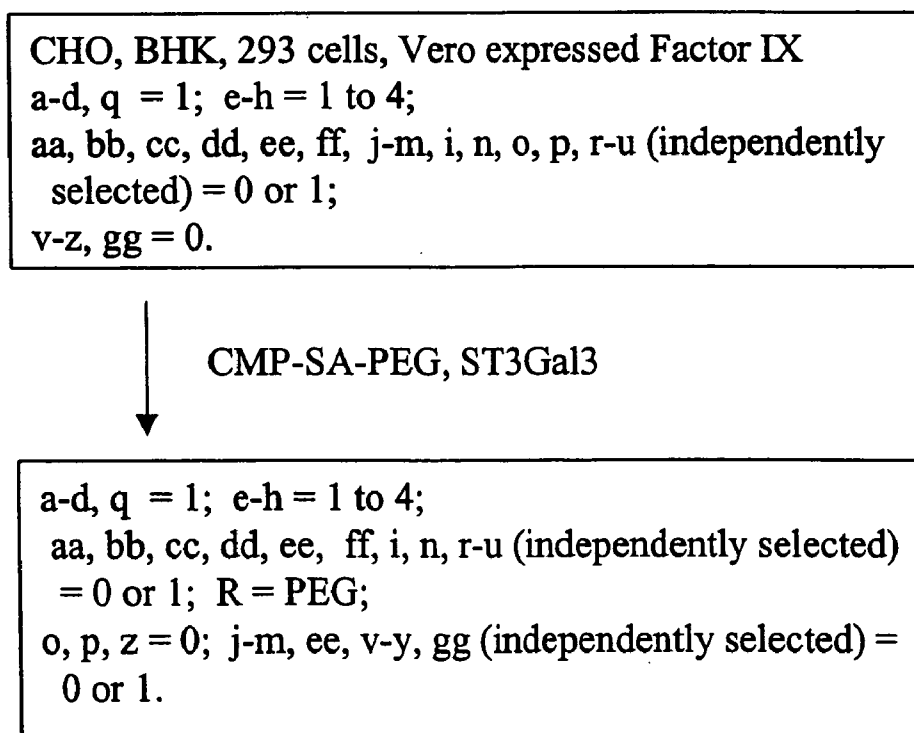 CHO, BHK, 293 cells, Vero expressed Factor IX
a-d, q = 1; e-h = 1 to 4;
aa, bb, cc, dd, ee, ff, j-m, i, n, o, p, r-u (independently
selected) = 0 or 1;
v-z, gg = 0.
CMP-SA-PEG, ST3Gal3
a-d, q = 1; e-h = 1 to 4;
aa, bb, cc, dd, ee, ff, i, n, r-u (independently selected)
= 0 or 1; R = PEG;
o, p, z = 0; j-m, ee, v-y, gg (independently selected) =
0 or 1.